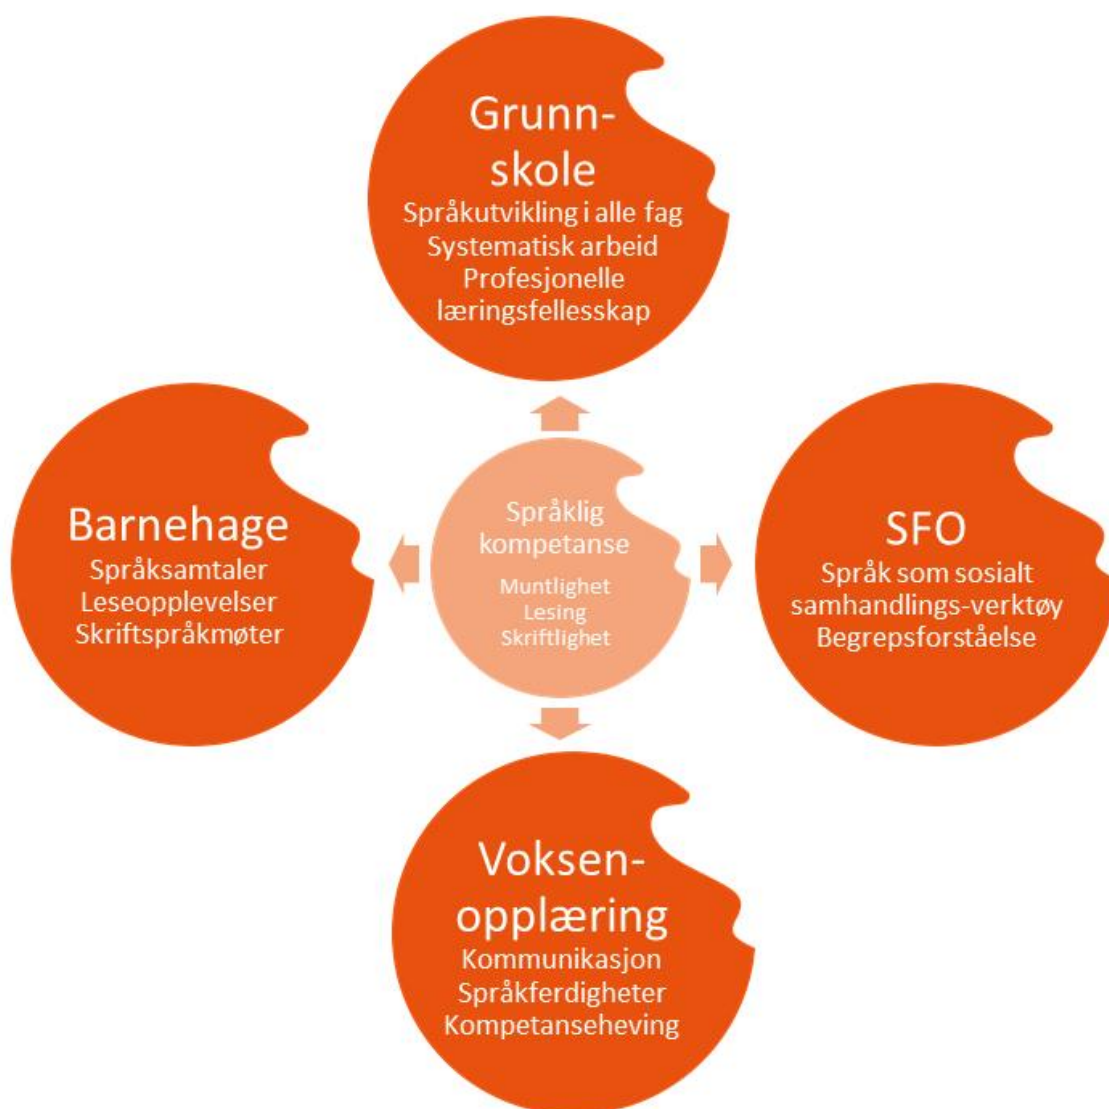 Grunn-
skole
Språkutvikling i alle fag
Systematisk arbeid
Profesjonelle
læringsfellesskap
Barnehage
Språksamtaler
Leseopplevelser
Skriftspråkmøter
Språklig
kompetanse
Muntlighet
Lesing
Skriftlighet
SFO
Språk som sosialt
samhandlings-verktøy
Begrepsforståelse
Voksen-
opplæring
Kommunikasjon
Språkferdigheter
Kompetanseheving